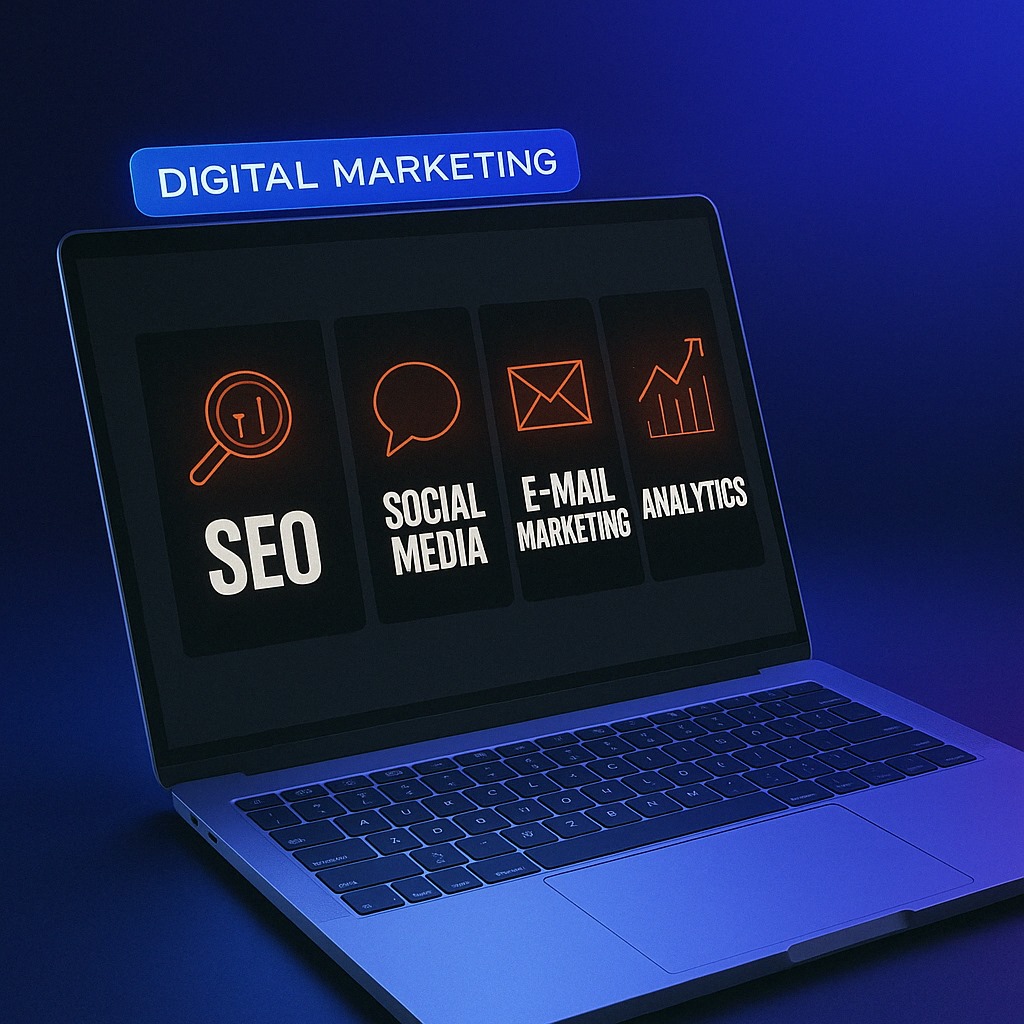 DIGITAL MARKETING
SEO
SOCIAL
MEDIA
E-MAIL
MARKETING
ANALYTICS